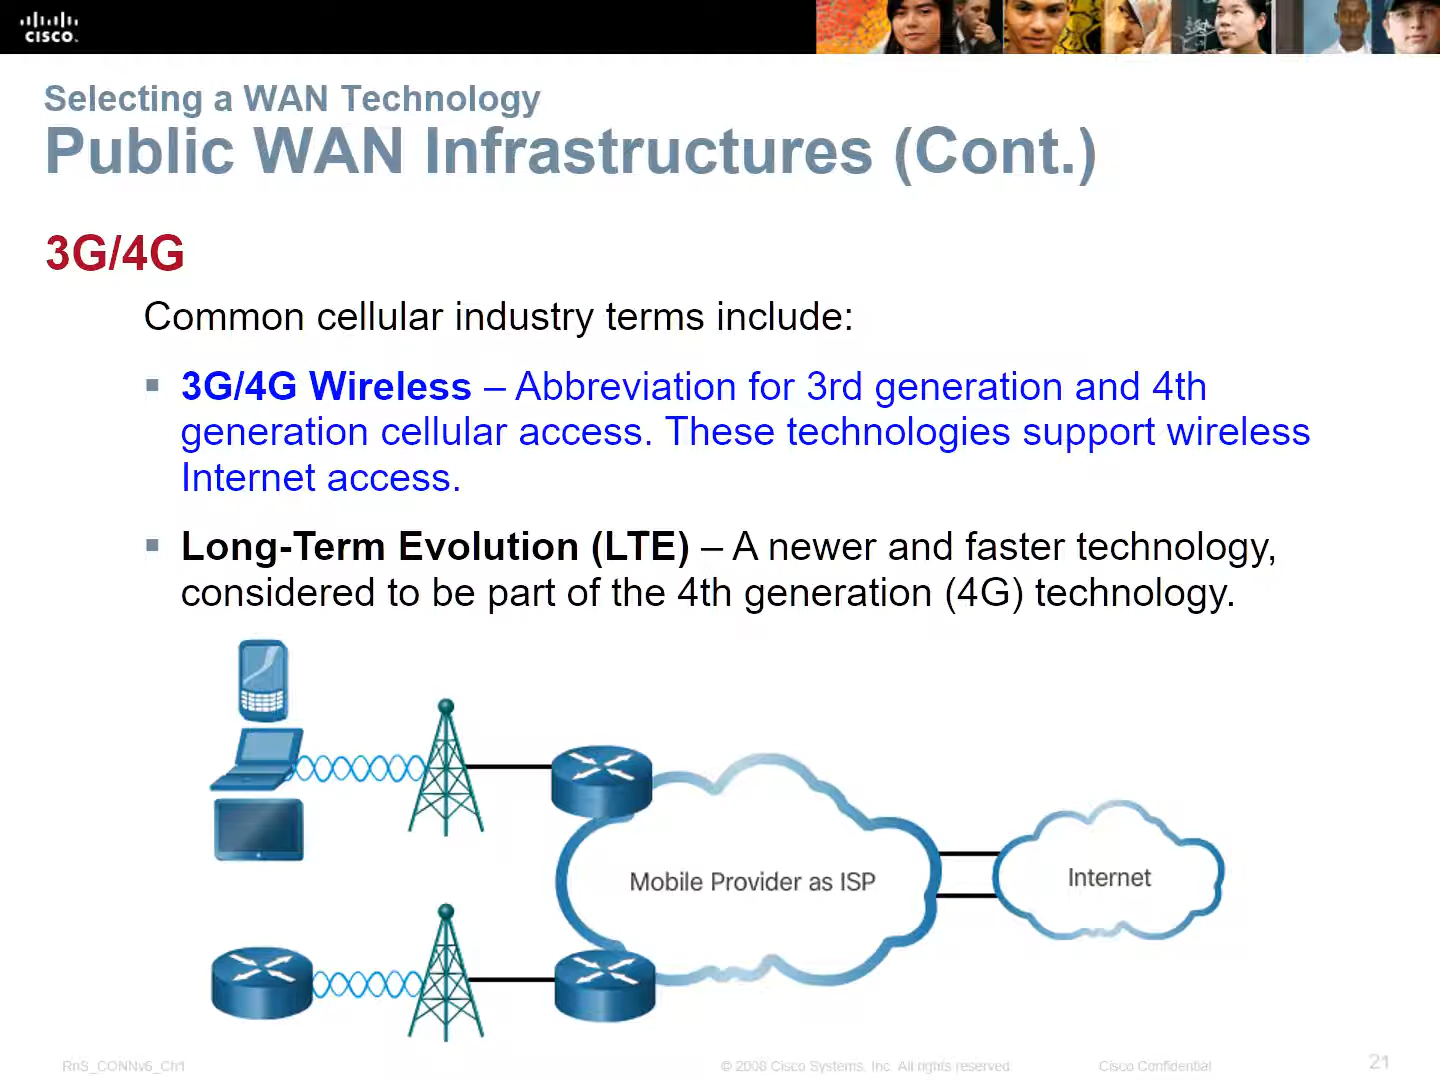 CISCO.
Selecting a WAN Technology
Public WAN Infrastructures (Cont.)
3G/4G
Common cellular industry terms include:
▪ 3G/4G Wireless – Abbreviation for 3rd generation and 4th
generation cellular access. These technologies support wireless
Internet access.
▪ Long-Term Evolution (LTE) – A newer and faster technology,
considered to be part of the 4th generation (4G) technology.
Mobile Provider as ISP
Internet
RnS_CONNv6_Ch1
© 2008 Cisco Systems, Inc. All rights reserved.
Cisco Confidential
21